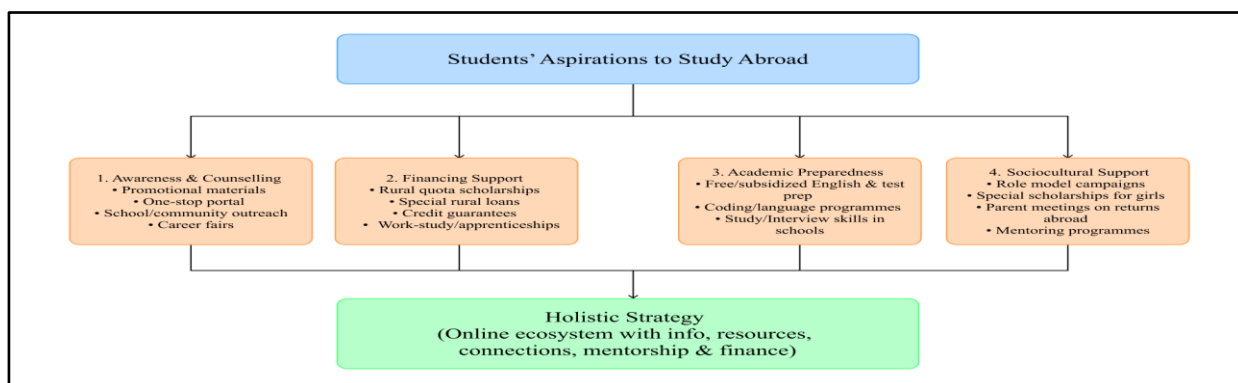 Students’ Aspirations to Study Abroad
1. Awareness & Counselling
• Promotional materials
• One-stop portal
• School/community outreach
• Career fairs
2. Financing Support
• Rural quota scholarships
• Special rural loans
• Credit guarantees
• Work-study/apprenticeships
3. Academic Preparedness
• Free/subsidized English & test
prep
• Coding/language programmes
• Study/Interview skills in
schools
4. Sociocultural Support
• Role model campaigns
• Special scholarships for girls
• Parent meetings on returns
abroad
• Mentoring programmes
Holistic Strategy
(Online ecosystem with info, resources,
connections, mentorship & finance)